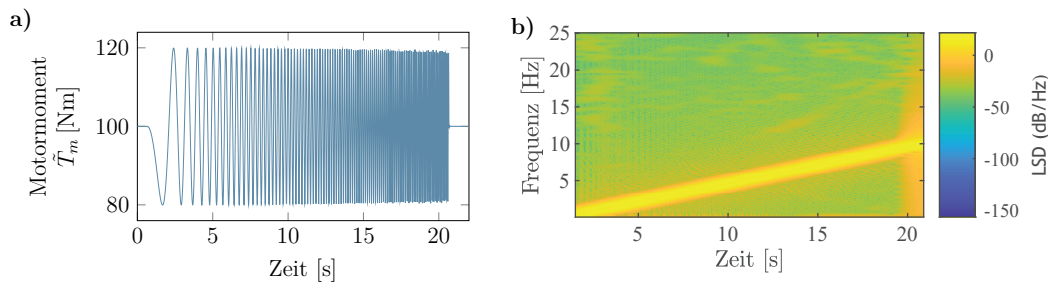 a)
Motormoment
T̃m [Nm]
120
100
80
0 5 10 15 20
Zeit [s]
b)
Frequenz [Hz]
25
20
15
10
5
5 10 15 20
Zeit [s]
0
-50
-100
-150
LSD (dB/Hz)